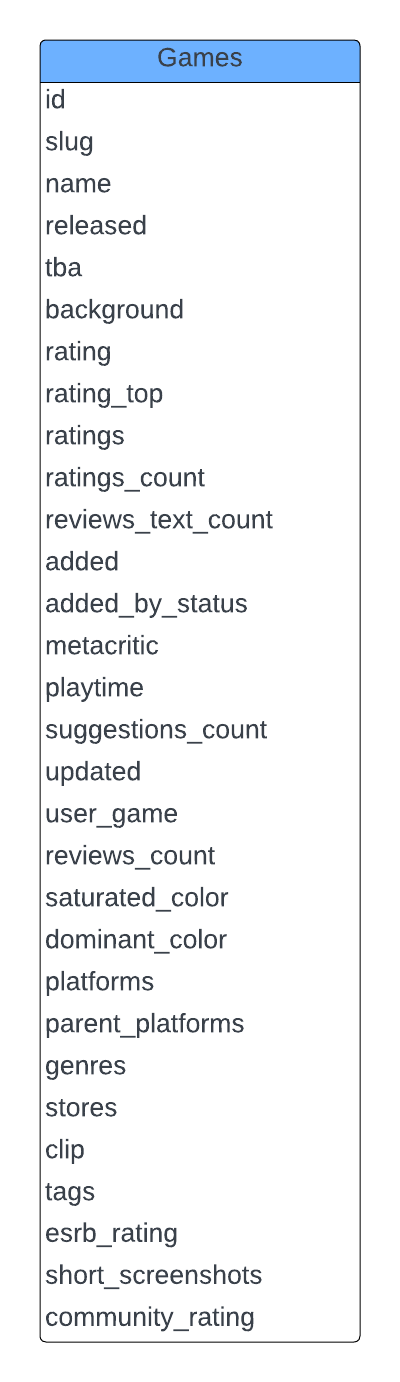 Games
id
slug
name
released
tba
background
rating
rating_top
ratings
ratings_count
reviews_text_count
added
added_by_status
metacritic
playtime
suggestions_count
updated
user_game
reviews_count
saturated_color
dominant_color
platforms
parent_platforms
genres
stores
clip
tags
esrb_rating
short_screenshots
community_rating